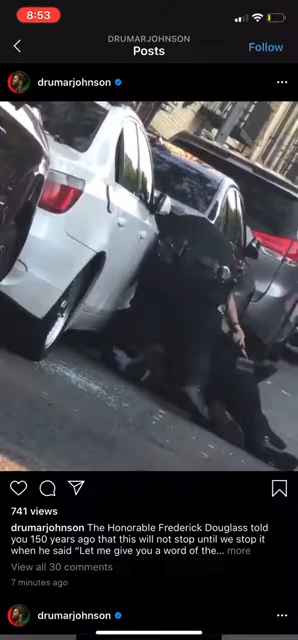 8:53
DRUMARJOHNSON
Posts
Follow
drumarjohnson
741 views
drumarjohnson The Honorable Frederick Douglass told
you 150 years ago that this will not stop until we stop it
when he said “Let me give you a word of the... more
View all 30 comments
7 minutes ago
drumarjohnson